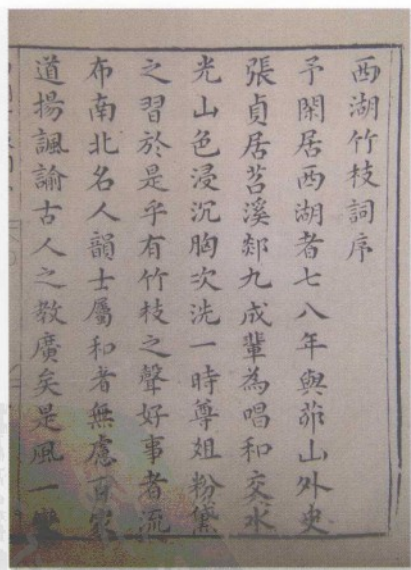 西湖竹枝詞序
予閑居西湖者七八年與茆山外史
張貞居苕溪郯九成輩為唱和交水
光山色浸沉胸次洗一時尊俎粉黛
之習於是乎有竹枝之聲好事者流
布南北名人韻士屬和者無慮百家
道揚諷諭古人之教廣矣是風一變